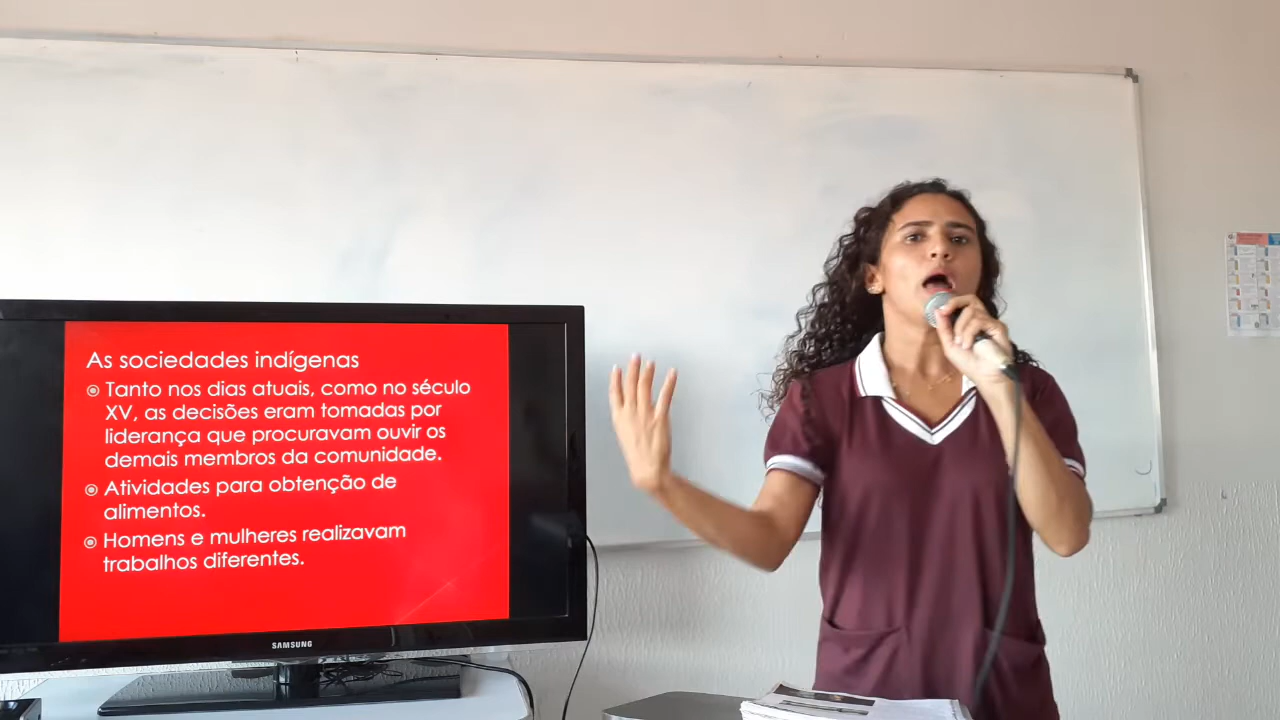 As sociedades indígenas
Tanto nos dias atuais, como no século
XV, as decisões eram tomadas por
liderança que procuravam ouvir os
demais membros da comunidade.
Atividades para obtenção de
alimentos.
Homens e mulheres realizavam
trabalhos diferentes.
SAMSUNG